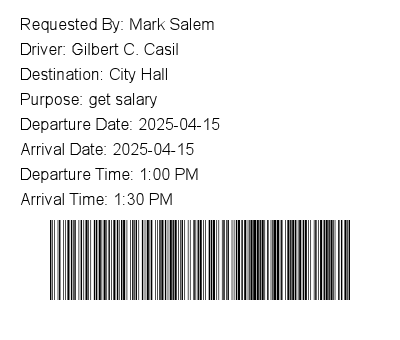 Requested By: Mark Salem
Driver: Gilbert C. Casil
Destination: City Hall
Purpose: get salary
Departure Date: 2025-04-15
Arrival Date: 2025-04-15
Departure Time: 1:00 PM
Arrival Time: 1:30 PM